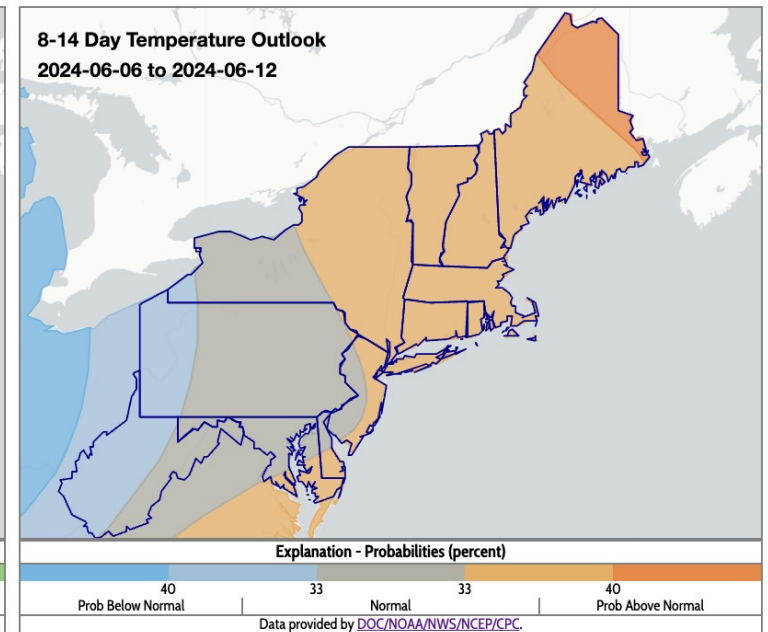 8-14 Day Temperature Outlook
2024-06-06 to 2024-06-12
Explanation - Probabilities (percent)
40 33 33 40
Prob Below Normal Normal Prob Above Normal
Data provided by DOC/NOAA/NWS/NCEP/CPC.